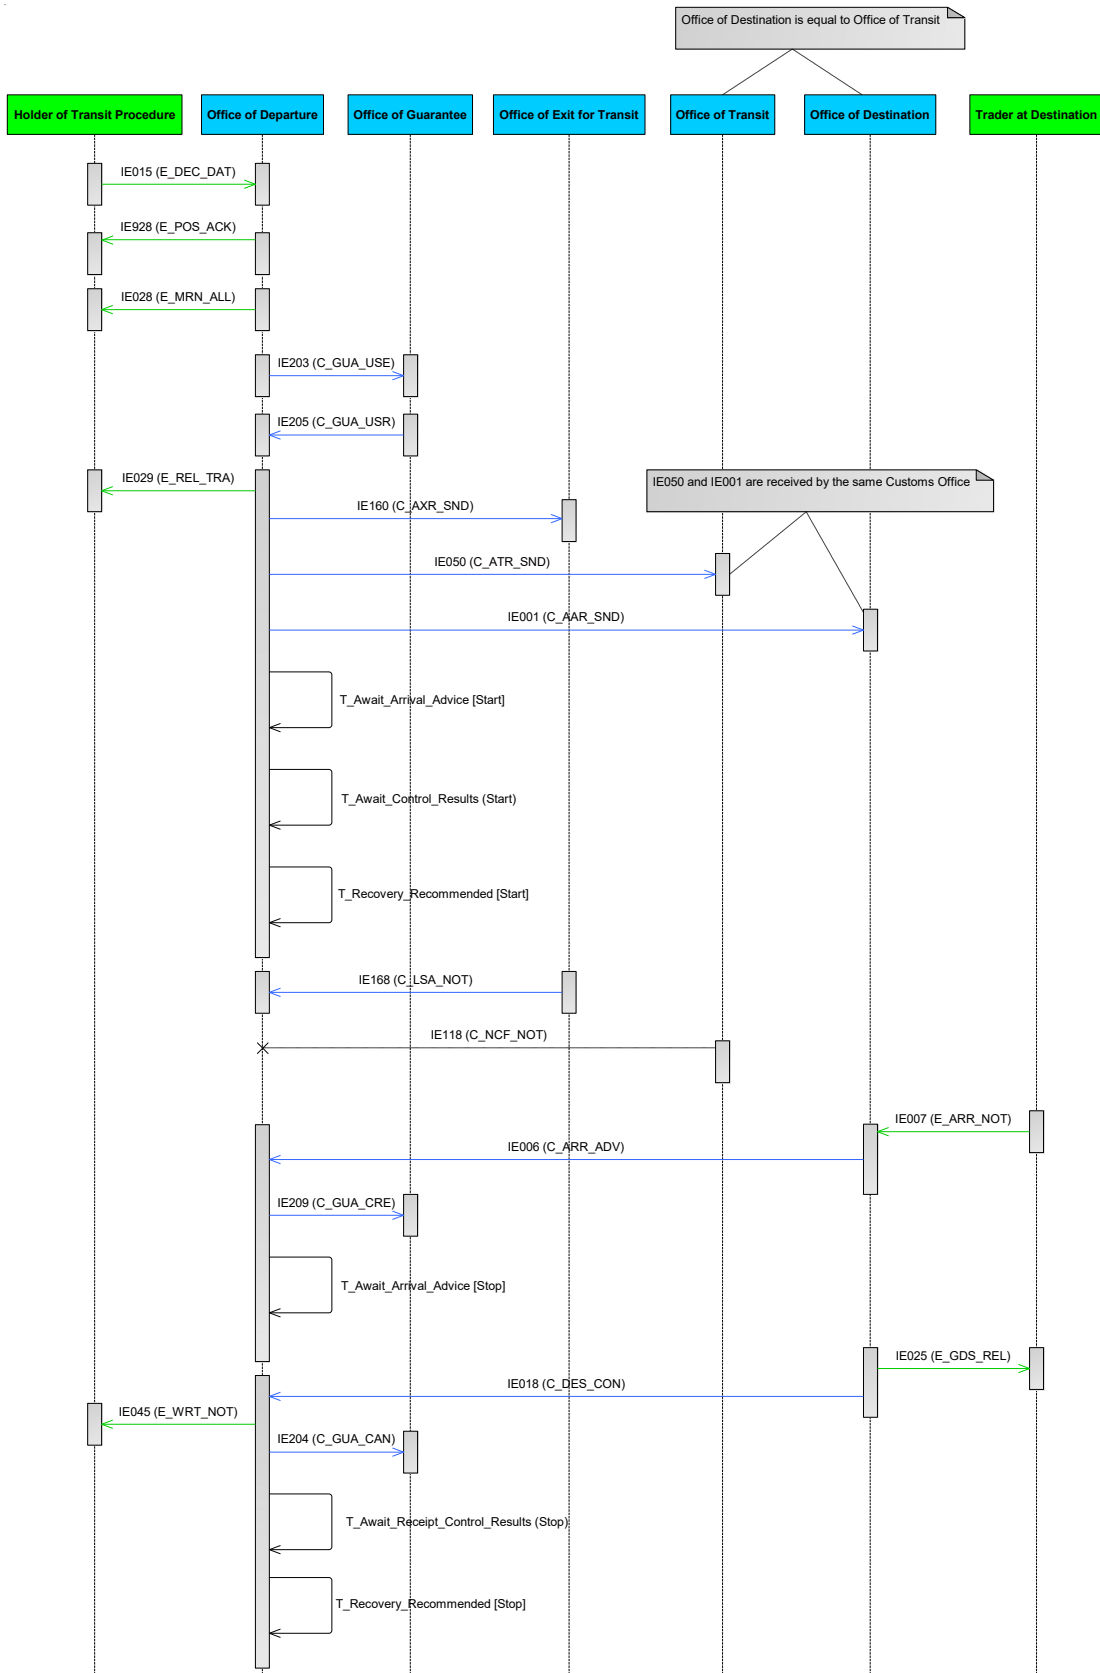 Office of Destination is equal to Office of Transit
Holder of Transit Procedure
Office of Departure
Office of Guarantee
Office of Exit for Transit
Office of Transit
Office of Destination
Trader at Destination
IE015 (E_DEC_DAT)
IE928 (E_POS_ACK)
IE028 (E_MRN_ALL)
IE203 (C_GUA_USE)
IE205 (C_GUA_USR)
IE029 (E_REL_TRA)
IE050 and IE001 are received by the same Customs Office
IE160 (C_AXR_SND)
IE050 (C_ATR_SND)
IE001 (C_AAR_SND)
T_Await_Arrival_Advice [Start]
T_Await_Control_Results (Start)
T_Recovery_Recommended [Start]
IE168 (C_LSA_NOT)
IE118 (C_NCF_NOT)
IE007 (E_ARR_NOT)
IE006 (C_ARR_ADV)
IE209 (C_GUA_CRE)
T_Await_Arrival_Advice [Stop]
IE025 (E_GDS_REL)
IE018 (C_DES_CON)
IE045 (E_WRT_NOT)
IE204 (C_GUA_CAN)
T_Await_Receipt_Control_Results (Stop)
T_Recovery_Recommended [Stop]